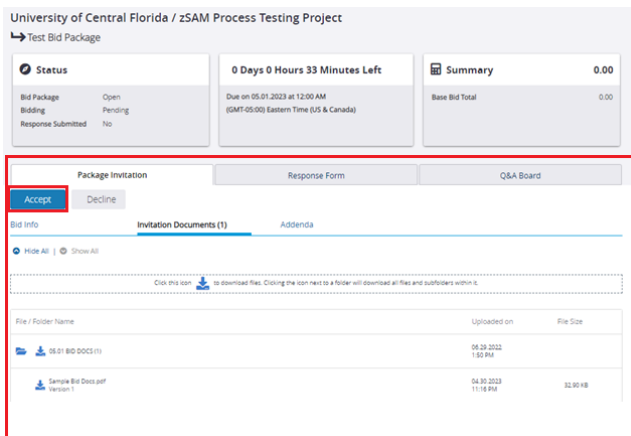 University of Central Florida / zSAM Process Testing Project
Test Bid Package
Status
Bid Package Open
Bidding Pending
Response Submitted No
0 Days 0 Hours 33 Minutes Left
Due on 05.01.2023 at 12:00 AM
(GMT-05:00) Eastern Time (US & Canada)
Summary 0.00
Base Bid Total 0.00
Package Invitation Response Form Q&A Board
Accept Decline
Bid Info Invitation Documents (1) Addenda
Hide All | Show All
Click this icon to download files. Clicking the icon next to a folder will download all files and subfolders within it.
File / Folder Name Uploaded on File Size
05.01 BID DOCS (1) 06.29.2022
1:50 PM
Sample Bid Docs.pdf 04.30.2023 32.90 KB
Version 1 11:16 PM